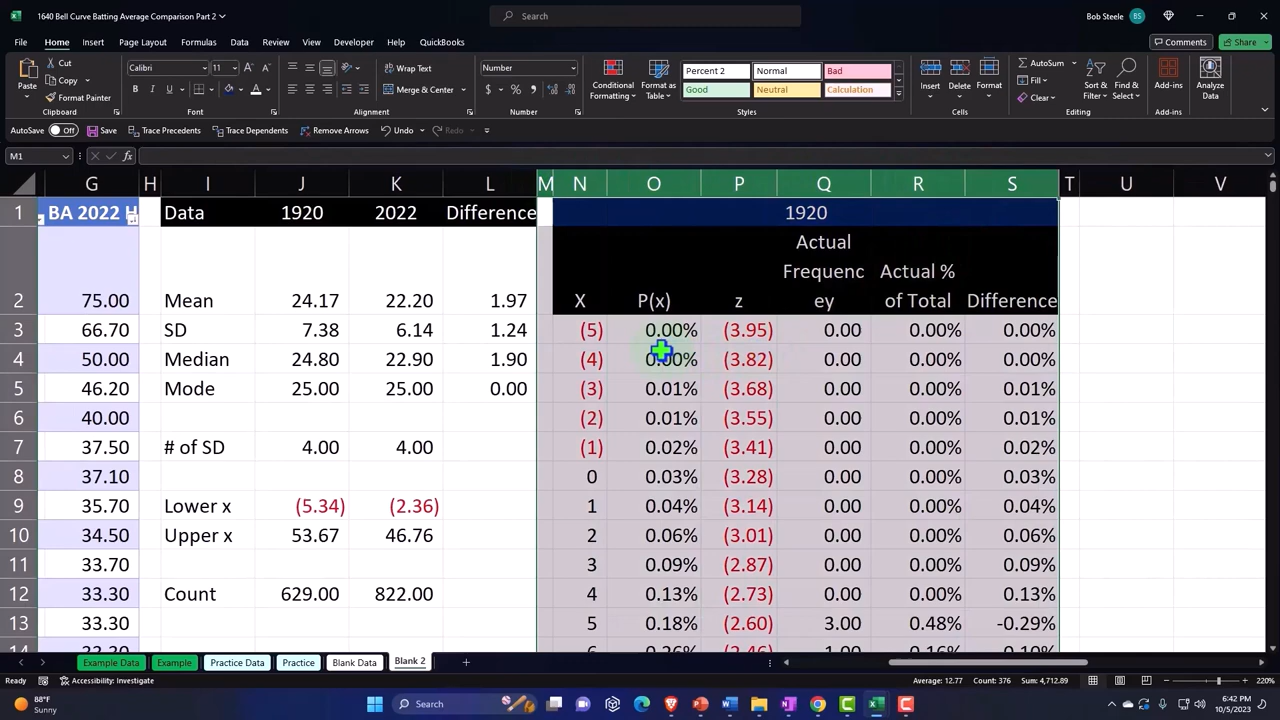 1640 Bell Curve Batting Average Comparison Part 2
Search
Bob Steele
BS
File Home Insert Page Layout Formulas Data Review View Developer Help QuickBooks
Comments
Share
Paste
Cut
Copy
Format Painter
Clipboard
Calibri
11
Font
Wrap Text
Merge & Center
Alignment
Number
Number
Conditional Formatting
Format as Table
Percent 2 Normal Bad
Good Neutral Calculation
Styles
Insert Delete Format
Cells
AutoSum
Fill
Clear
Sort & Filter
Find & Select
Editing
Add-ins
Add-ins
Analyze Data
AutoSave Off Save Trace Precedents Trace Dependents Remove Arrows Undo Redo
M1
fx
G H I J K L M N O P Q R S T U V
1 BA 2022 H Data 1920 2022 Difference 1920
Actual
Frequenc Actual %
2 75.00 Mean 24.17 22.20 1.97 X P(x) z ey of Total Difference
3 66.70 SD 7.38 6.14 1.24 (5) 0.00% (3.95) 0.00 0.00% 0.00%
4 50.00 Median 24.80 22.90 1.90 (4) 0.00% (3.82) 0.00 0.00% 0.00%
5 46.20 Mode 25.00 25.00 0.00 (3) 0.01% (3.68) 0.00 0.00% 0.01%
6 40.00 (2) 0.01% (3.55) 0.00 0.00% 0.01%
7 37.50 # of SD 4.00 4.00 (1) 0.02% (3.41) 0.00 0.00% 0.02%
8 37.10 0 0.03% (3.28) 0.00 0.00% 0.03%
9 35.70 Lower x (5.34) (2.36) 1 0.04% (3.14) 0.00 0.00% 0.04%
10 34.50 Upper x 53.67 46.76 2 0.06% (3.01) 0.00 0.00% 0.06%
11 33.70 3 0.09% (2.87) 0.00 0.00% 0.09%
12 33.30 Count 629.00 822.00 4 0.13% (2.73) 0.00 0.00% 0.13%
13 33.30 5 0.18% (2.60) 3.00 0.48% -0.29%
Example Data Example Practice Data Practice Blank Data Blank 2
Ready Accessibility: Investigate Average: 12.77 Count: 376 Sum: 4,712.89 220%
88°F
Sunny
Search
6:42 PM
10/5/2023